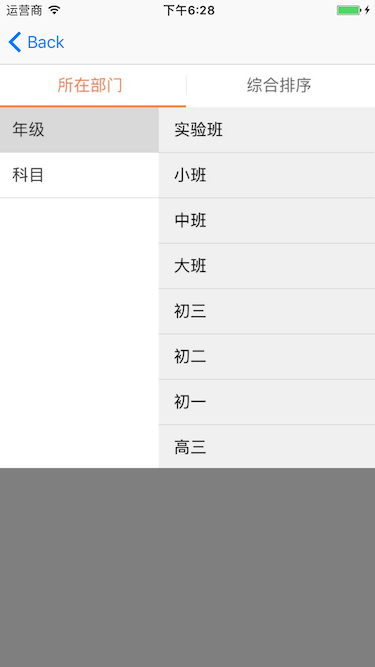 运营商 下午6:28
Back
所在部门 综合排序
年级 实验班
科目 小班
中班
大班
初三
初二
初一
高三